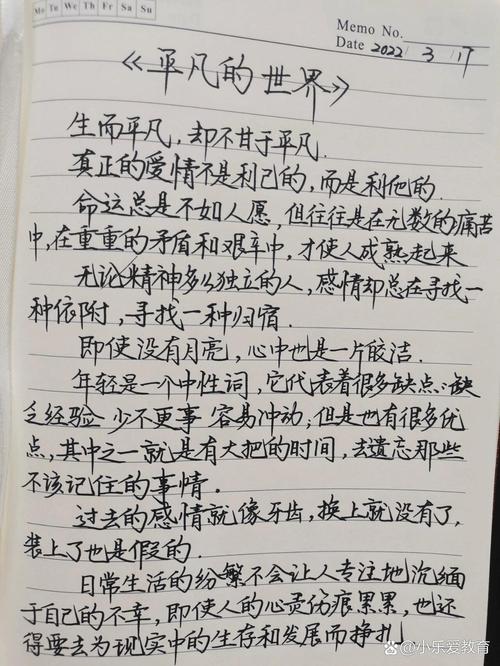 Mo Tu We Th Fr Sa Su
Memo No.
Date 2022 / 3 / 17
《平凡的世界》
生而平凡，却不甘于平凡．
真正的爱情不是利己的，而是利他的．
命运总是不如人愿，但往往是在无数的痛苦
中，在重重的矛盾和艰辛中，才使人成熟起来
无论精神多么独立的人，感情却总在寻找一
种依附，寻找一种归宿．
即使没有月亮，心中也是一片皎洁．
年轻是一个中性词，它代表着很多缺点：缺
乏经验 少不更事 容易冲动；但是也有很多优
点，其中之一就是有大把的时间，去遗忘那些
不该记住的事情．
过去的感情就像牙齿，换上就没有了，
装上了也是假的．
日常生活的纷繁不会让人专注地沉缅
于自己的不幸，即使人的心灵伤痕累累，也还
得要去为现实中的生存和发展而挣扎．
@小乐爱教育